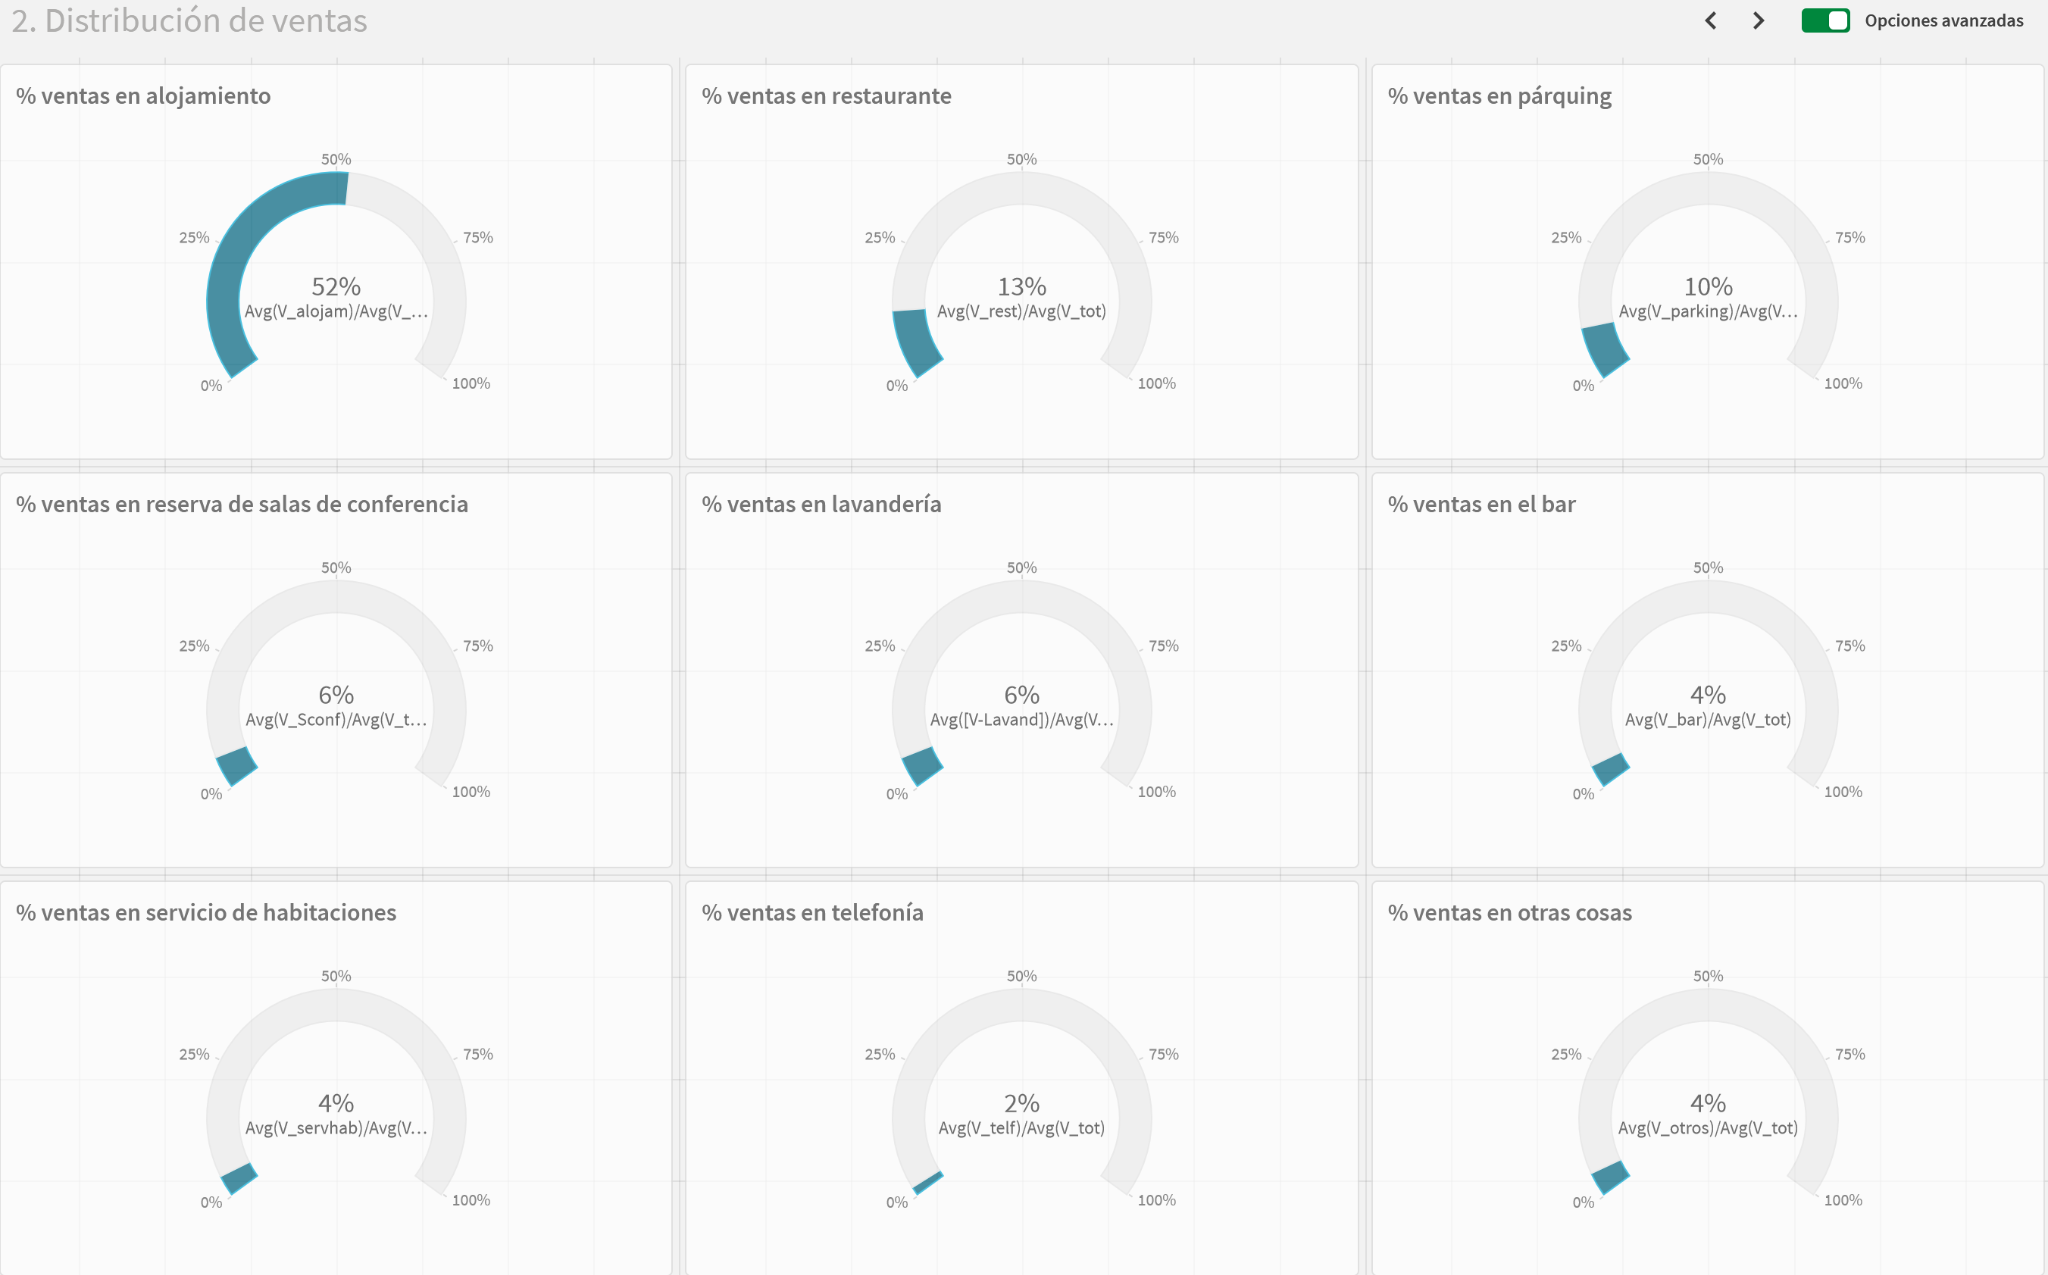 2. Distribución de ventas
Opciones avanzadas
% ventas en alojamiento
50%
25%
75%
52%
Avg(V_alojam)/Avg(V_...
0%
100%
% ventas en restaurante
50%
25%
75%
13%
Avg(V_rest)/Avg(V_tot)
0%
100%
% ventas en párquing
50%
25%
75%
10%
Avg(V_parking)/Avg(V...
0%
100%
% ventas en reserva de salas de conferencia
50%
25%
75%
6%
Avg(V_Sconf)/Avg(V_t...
0%
100%
% ventas en lavandería
50%
25%
75%
6%
Avg([V-Lavand])/Avg(V...
0%
100%
% ventas en el bar
50%
25%
75%
4%
Avg(V_bar)/Avg(V_tot)
0%
100%
% ventas en servicio de habitaciones
50%
25%
75%
4%
Avg(V_servhab)/Avg(V...
0%
100%
% ventas en telefonía
50%
25%
75%
2%
Avg(V_telf)/Avg(V_tot)
0%
100%
% ventas en otras cosas
50%
25%
75%
4%
Avg(V_otros)/Avg(V_tot)
0%
100%